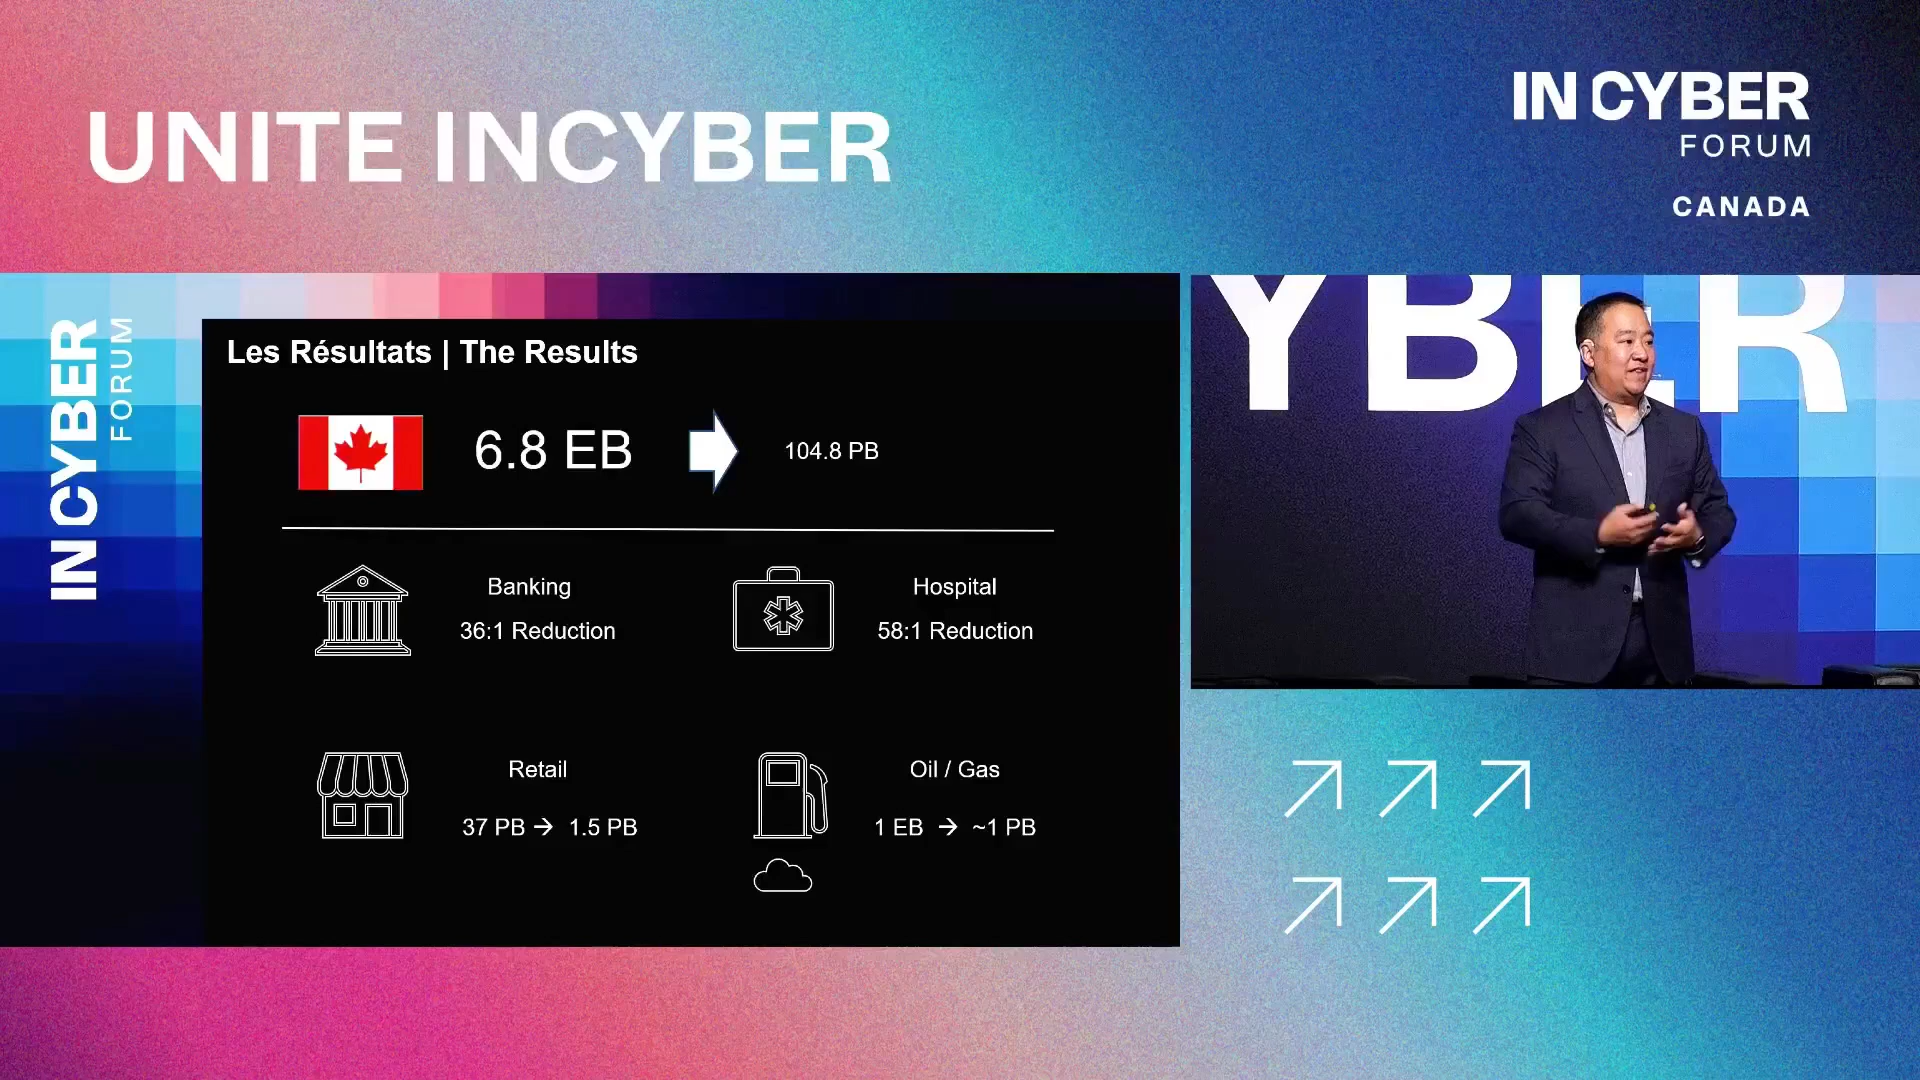 UNITE INCYBER
IN CYBER
FORUM
CANADA
IN CYBER
FORUM
Les Résultats | The Results
6.8 EB
104.8 PB
Banking
36:1 Reduction
Hospital
58:1 Reduction
Retail
37 PB → 1.5 PB
Oil / Gas
1 EB → ~1 PB
YBER